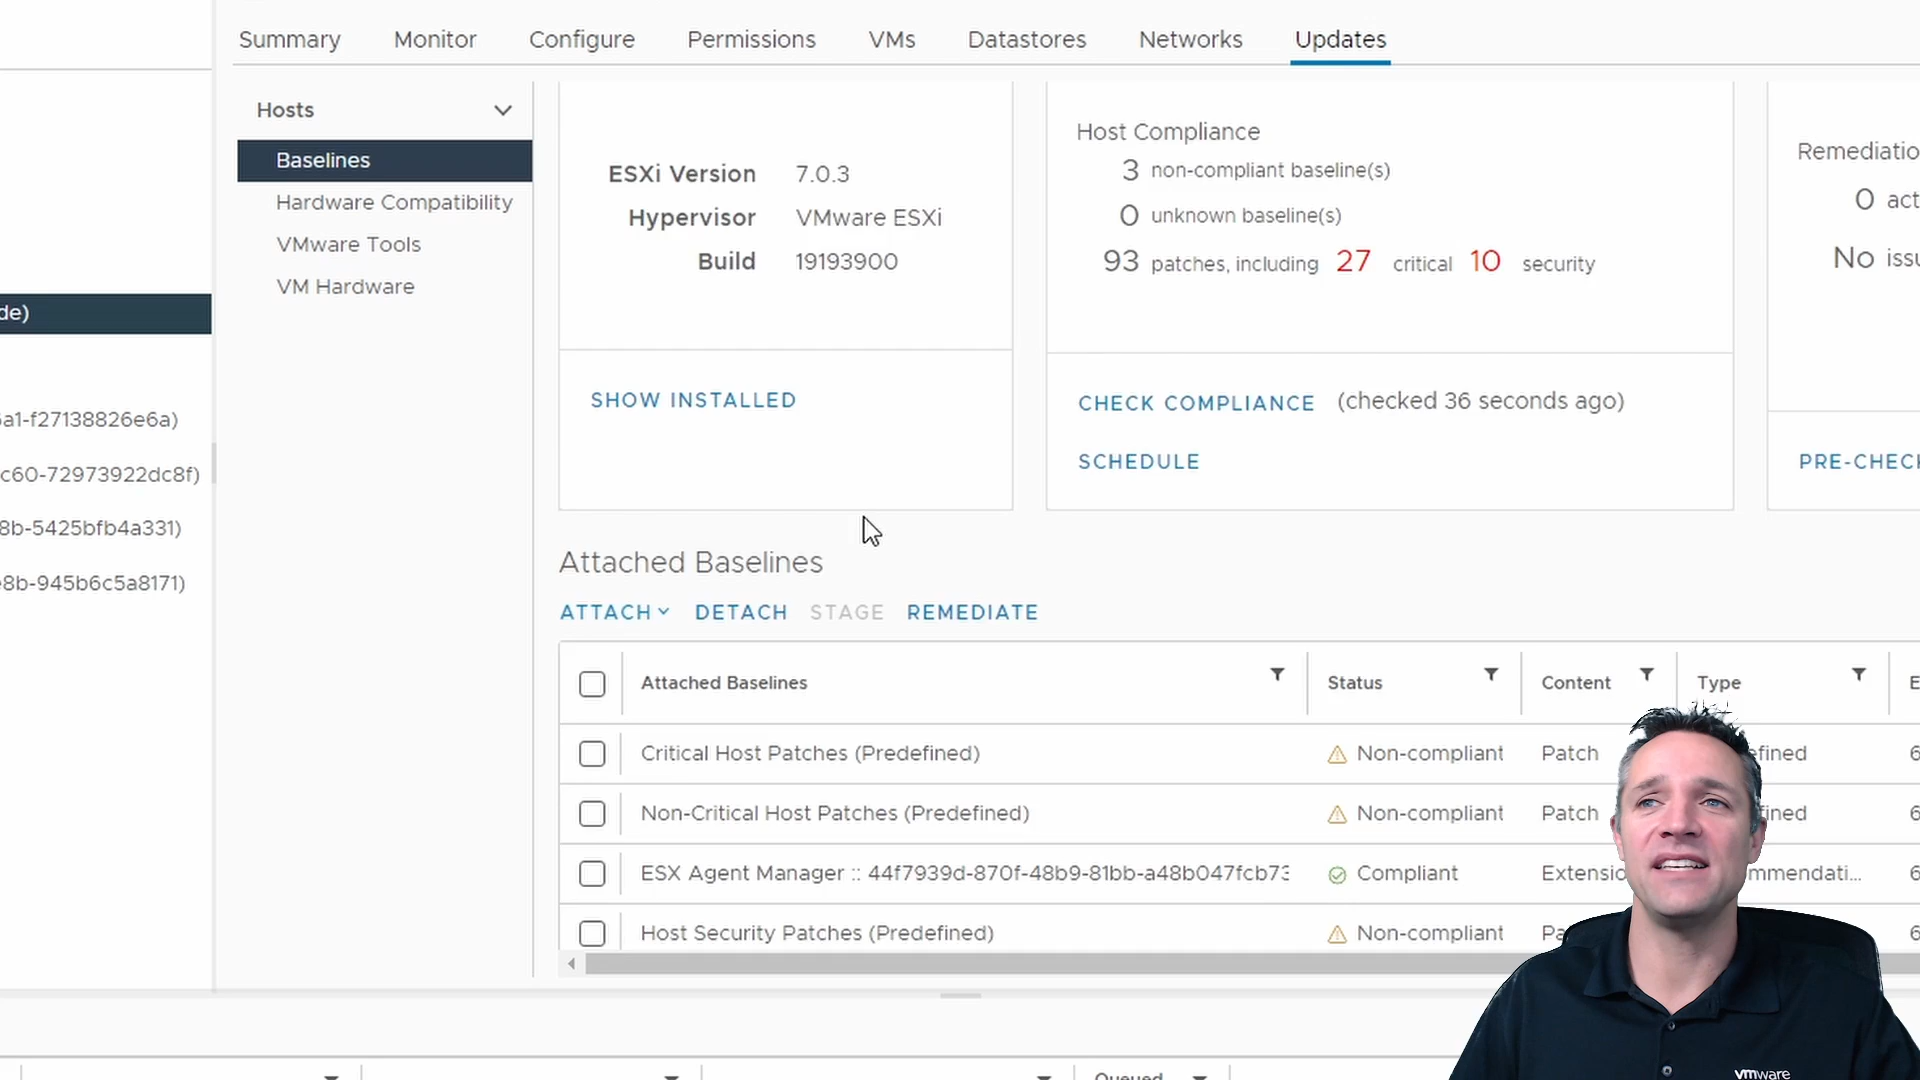 Summary Monitor Configure Permissions VMs Datastores Networks Updates
Hosts
Baselines
Hardware Compatibility
VMware Tools
VM Hardware
de)
a1-f27138826e6a)
c60-72973922dc8f)
8b-5425bfb4a331)
8b-945b6c5a8171)
ESXi Version 7.0.3
Hypervisor VMware ESXi
Build 19193900
SHOW INSTALLED
Host Compliance
3 non-compliant baseline(s)
0 unknown baseline(s)
93 patches, including 27 critical 10 security
CHECK COMPLIANCE (checked 36 seconds ago)
SCHEDULE
Remediatio
0 act
No issu
PRE-CHECK
Attached Baselines
ATTACH DETACH STAGE REMEDIATE
Attached Baselines Status Content Type
Critical Host Patches (Predefined) Non-compliant Patch efined
Non-Critical Host Patches (Predefined) Non-compliant Patch fined
ESX Agent Manager :: 44f7939d-870f-48b9-81bb-a48b047fcb73 Compliant Extensio mmendati...
Host Security Patches (Predefined) Non-compliant Pa
Queued
vmware